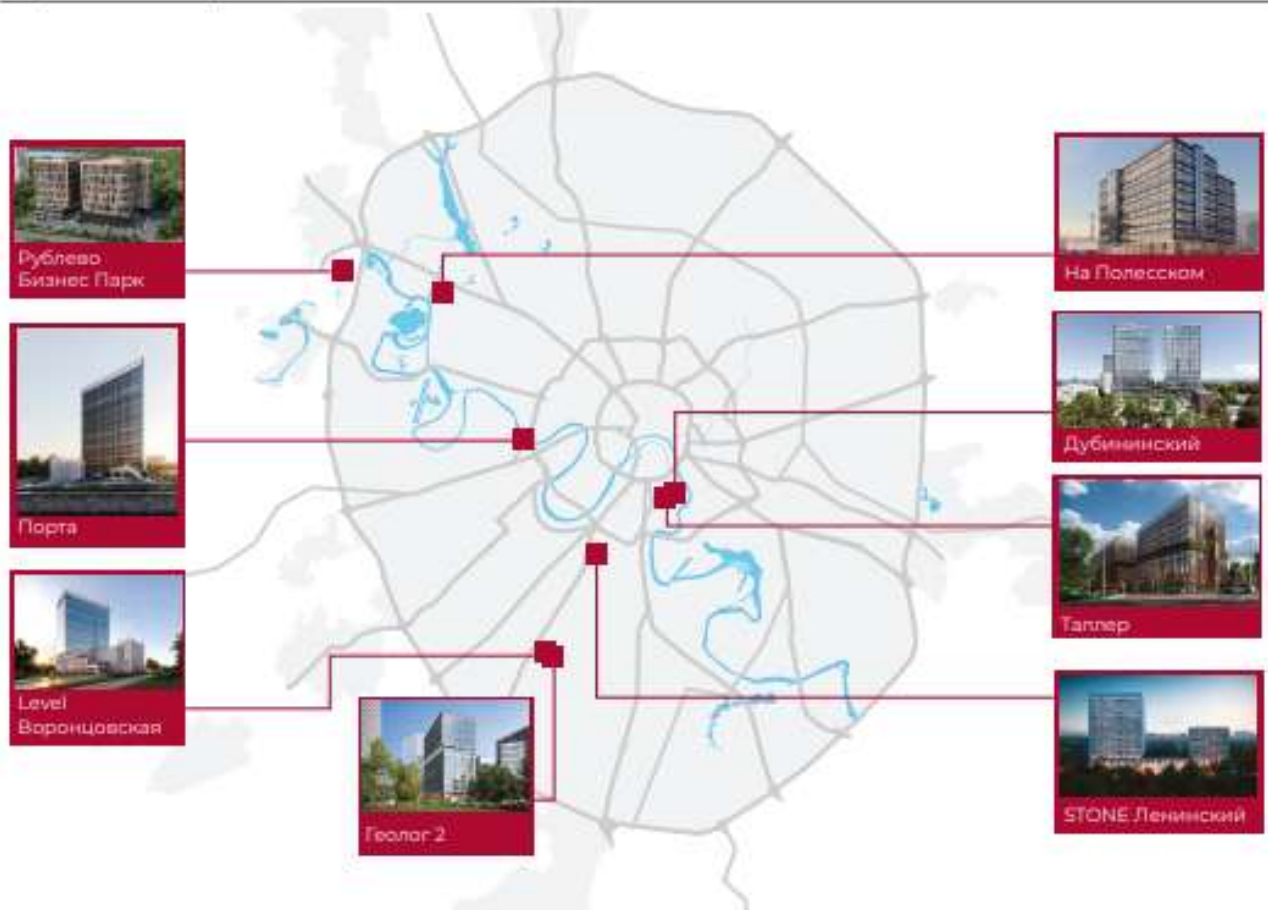 Рублево
Бизнес Парк
Порта
Level
Воронцовская
Геолог 2
На Полесском
Дубининский
Таллер
STONE Ленинский